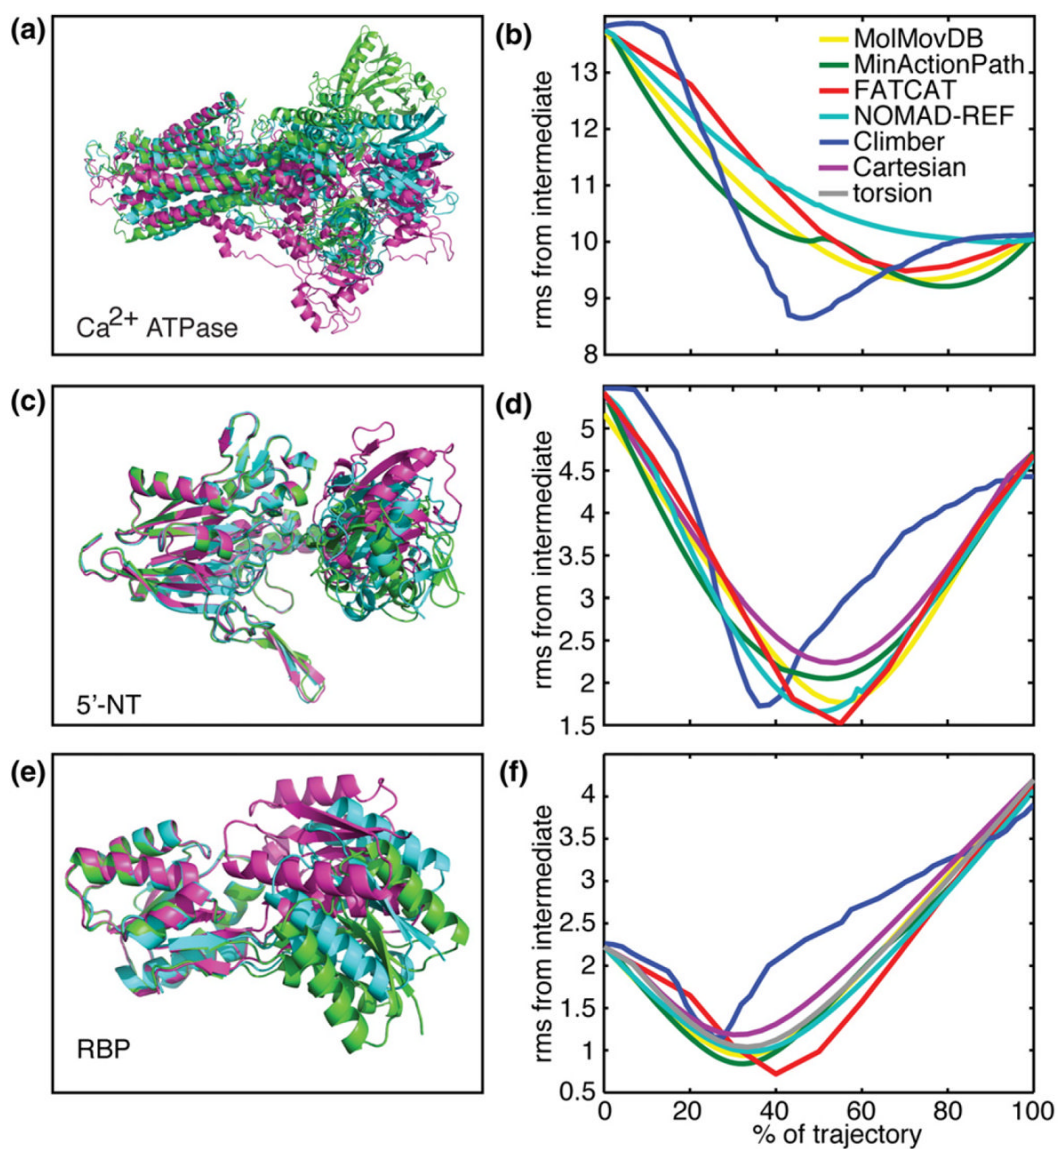 (a)
Ca2+ ATPase
(b)
rms from intermediate
13
12
11
10
9
8
MolMovDB
MinActionPath
FATCAT
NOMAD-REF
Climber
Cartesian
torsion
(c)
5'-NT
(d)
rms from intermediate
5
4.5
4
3.5
3
2.5
2
1.5
(e)
RBP
(f)
rms from intermediate
4
3.5
3
2.5
2
1.5
1
0.5
0 20 40 60 80 100
% of trajectory